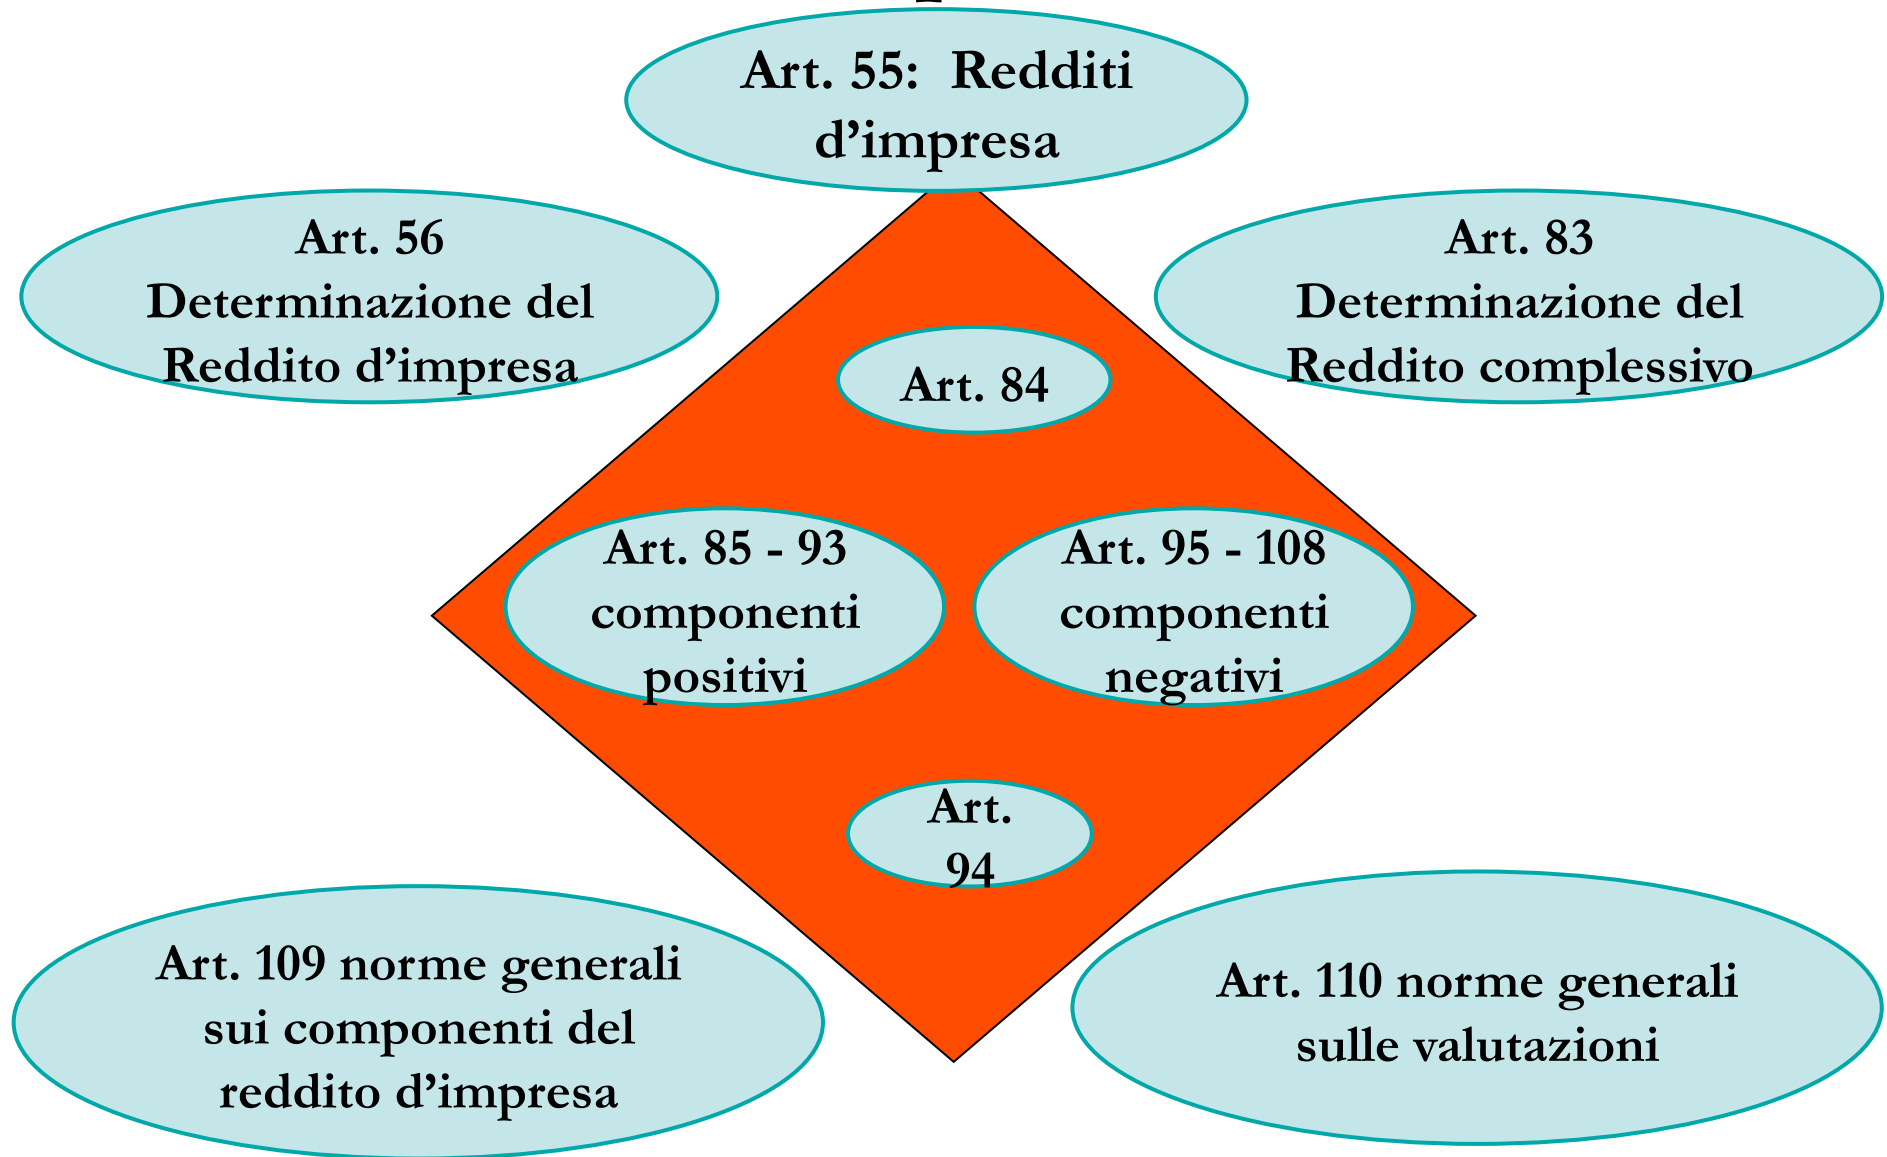 Art. 55: Redditi
d’impresa
Art. 56
Determinazione del
Reddito d’impresa
Art. 83
Determinazione del
Reddito complessivo
Art. 84
Art. 85 - 93
componenti
positivi
Art. 95 - 108
componenti
negativi
Art.
94
Art. 109 norme generali
sui componenti del
reddito d’impresa
Art. 110 norme generali
sulle valutazioni